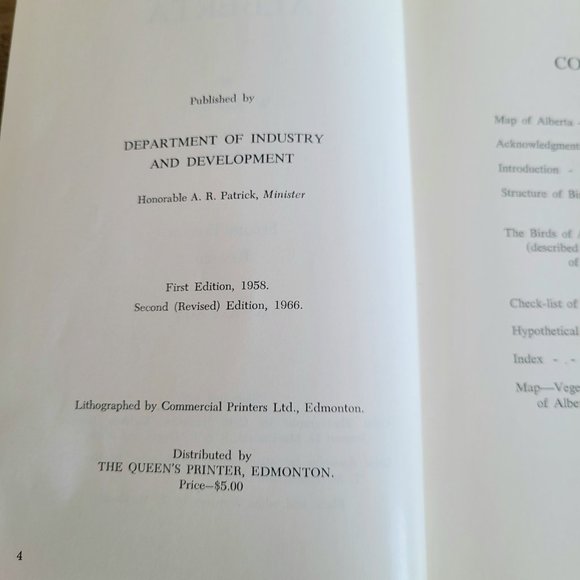 Published by
DEPARTMENT OF INDUSTRY
AND DEVELOPMENT
Honorable A. R. Patrick, Minister
First Edition, 1958.
Second (Revised) Edition, 1966.
Lithographed by Commercial Printers Ltd., Edmonton.
Distributed by
THE QUEEN'S PRINTER, EDMONTON.
Price—$5.00
4
CO
Map of Alberta -
Acknowledgment
Introduction -
Structure of Bi
The Birds of A
(described
of
Check-list of
Hypothetical
Index - . -
Map—Vege
of Albe